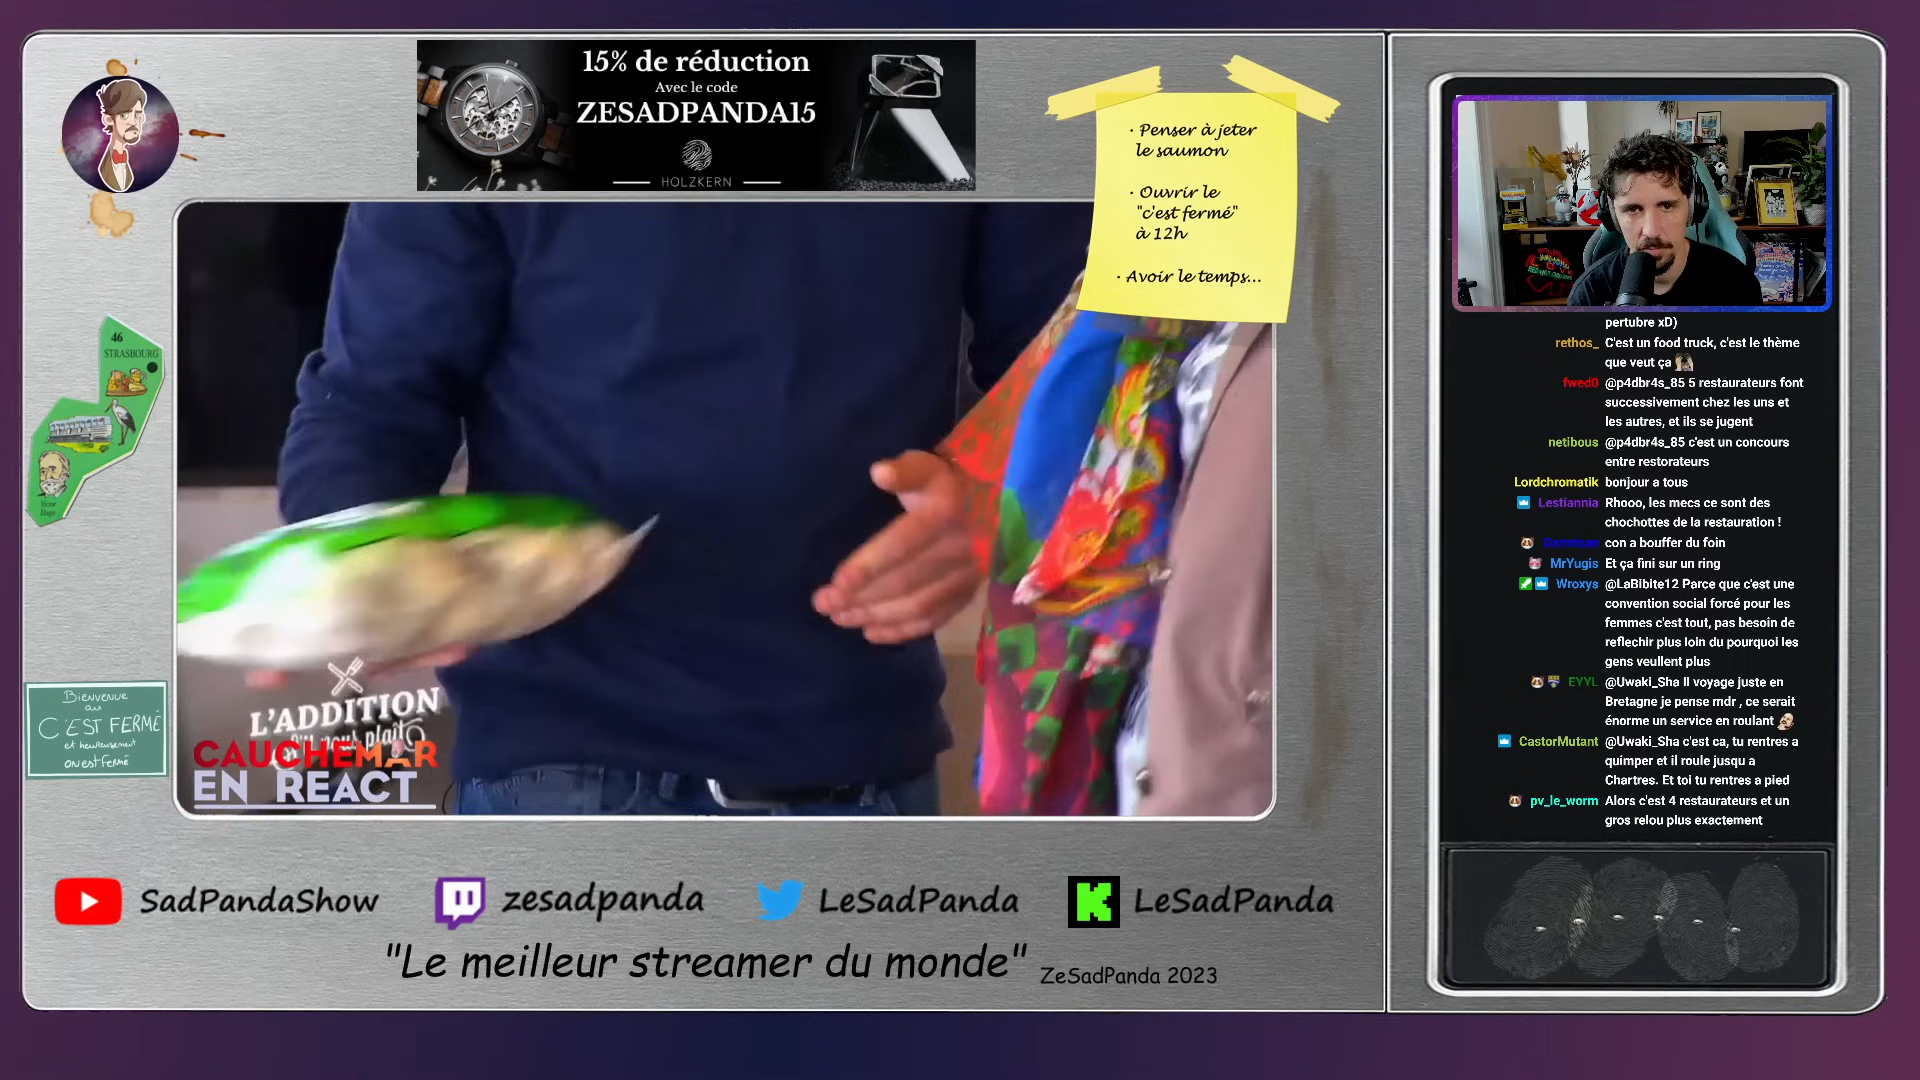 15% de réduction
Avec le code
ZESADPANDA15
HOLZKERN
· Penser à jeter
le saumon
· Ouvrir le
"c'est fermé"
à 12h
· Avoir le temps...
46
STRASBOURG
Victor
Hugo
Bienvenue
au
C'EST FERMÉ
et heureusement
on est fermé
L'ADDITION
s'il vous plaît
CAUCHEMAR
EN REACT
SadPandaShow
zesadpanda
LeSadPanda
LeSadPanda
"Le meilleur streamer du monde"
ZeSadPanda 2023
pertubre xD)
rethos_ C'est un food truck, c'est le thème
que veut ça
fwed0 @p4dbr4s_85 5 restaurateurs font
successivement chez les uns et
les autres, et ils se jugent
netibous @p4dbr4s_85 c'est un concours
entre restorateurs
Lordchromatik bonjour a tous
Lestiannia Rhooo, les mecs ce sont des
chochottes de la restauration !
con a bouffer du foin
MrYugis Et ça fini sur un ring
Wroxys @LaBibite12 Parce que c'est une
convention social forcé pour les
femmes c'est tout, pas besoin de
reflechir plus loin du pourquoi les
gens veullent plus
EYYL @Uwaki_Sha Il voyage juste en
Bretagne je pense mdr , ce serait
énorme un service en roulant
CastorMutant @Uwaki_Sha c'est ca, tu rentres a
quimper et il roule jusqu a
Chartres. Et toi tu rentres a pied
pv_le_worm Alors c'est 4 restaurateurs et un
gros relou plus exactement